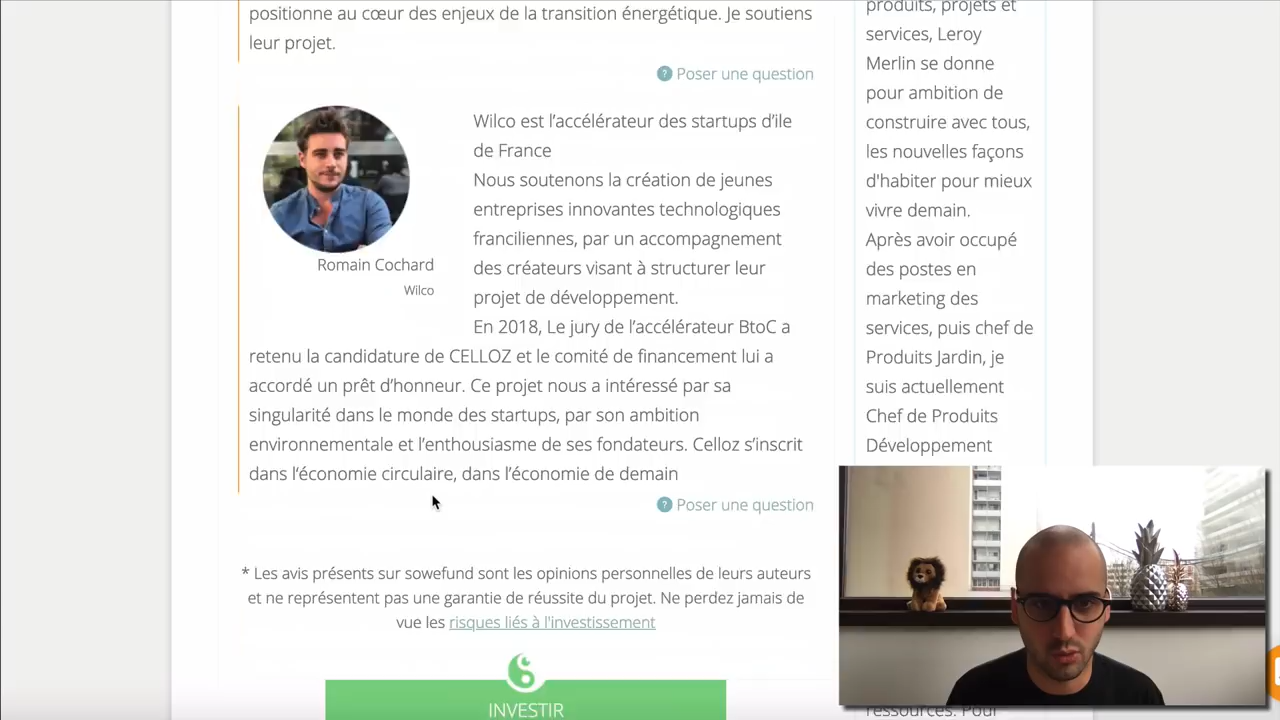 positionne au cœur des enjeux de la transition énergétique. Je soutiens
leur projet.
Poser une question
Romain Cochard
Wilco
Wilco est l’accélérateur des startups d’ile
de France
Nous soutenons la création de jeunes
entreprises innovantes technologiques
franciliennes, par un accompagnement
des créateurs visant à structurer leur
projet de développement.
En 2018, Le jury de l’accélérateur BtoC a
retenu la candidature de CELLOZ et le comité de financement lui a
accordé un prêt d’honneur. Ce projet nous a intéressé par sa
singularité dans le monde des startups, par son ambition
environnementale et l’enthousiasme de ses fondateurs. Celloz s’inscrit
dans l’économie circulaire, dans l’économie de demain
Poser une question
* Les avis présents sur sowefund sont les opinions personnelles de leurs auteurs
et ne représentent pas une garantie de réussite du projet. Ne perdez jamais de
vue les risques liés à l'investissement
INVESTIR
produits, projets et
services, Leroy
Merlin se donne
pour ambition de
construire avec tous,
les nouvelles façons
d'habiter pour mieux
vivre demain.
Après avoir occupé
des postes en
marketing des
services, puis chef de
Produits Jardin, je
suis actuellement
Chef de Produits
Développement
ressources. Pour